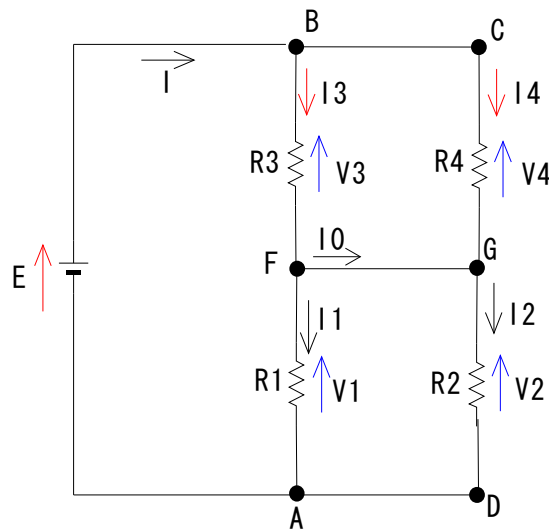 B C
I I3 I4
R3 V3 R4 V4
I0
F G
E
I1 I2
R1 V1 R2 V2
A D